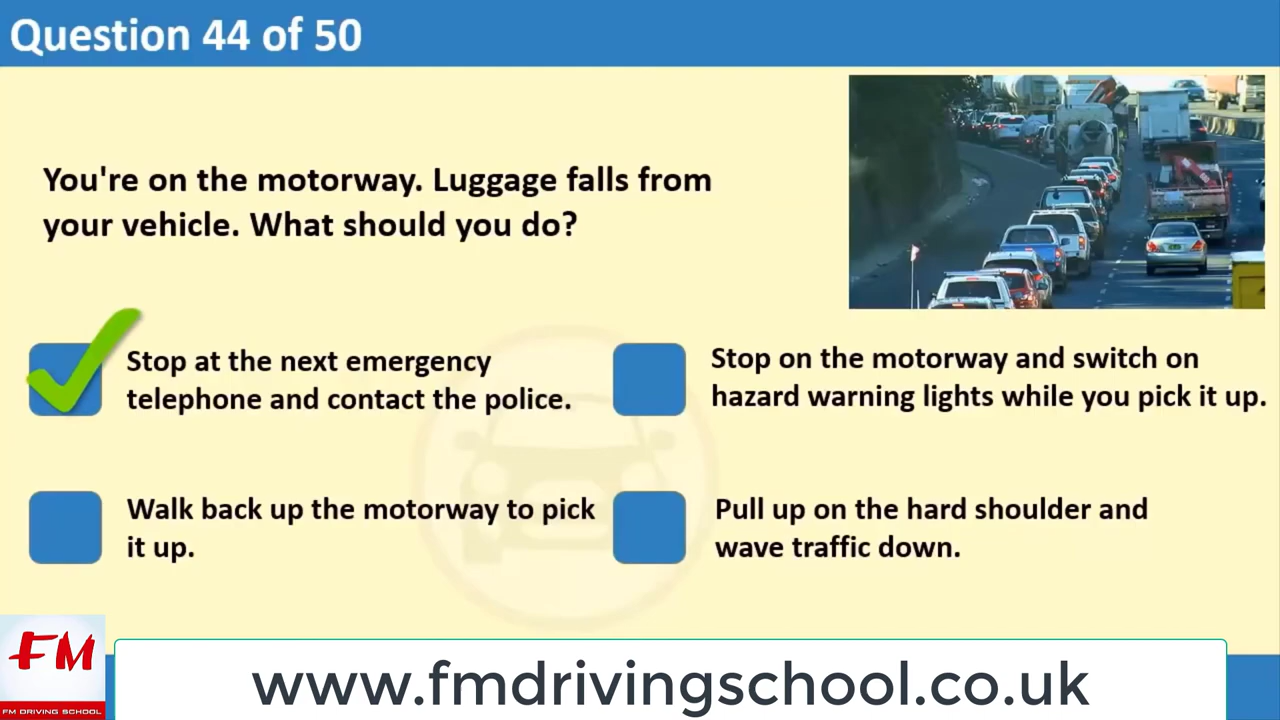 Question 44 of 50
You're on the motorway. Luggage falls from
your vehicle. What should you do?
Stop at the next emergency
telephone and contact the police.
Stop on the motorway and switch on
hazard warning lights while you pick it up.
Walk back up the motorway to pick
it up.
Pull up on the hard shoulder and
wave traffic down.
FM
FM DRIVING SCHOOL
www.fmdrivingschool.co.uk